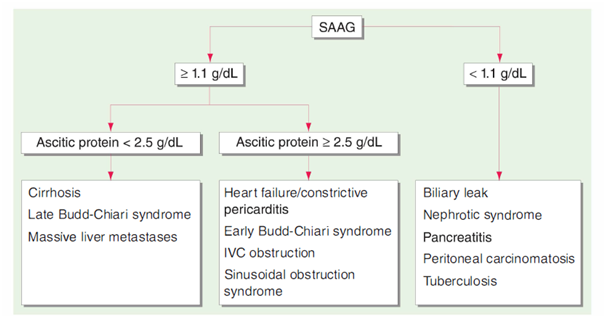 SAAG
≥ 1.1 g/dL
< 1.1 g/dL
Ascitic protein < 2.5 g/dL
Ascitic protein ≥ 2.5 g/dL
Cirrhosis
Late Budd-Chiari syndrome
Massive liver metastases
Heart failure/constrictive
pericarditis
Early Budd-Chiari syndrome
IVC obstruction
Sinusoidal obstruction
syndrome
Biliary leak
Nephrotic syndrome
Pancreatitis
Peritoneal carcinomatosis
Tuberculosis